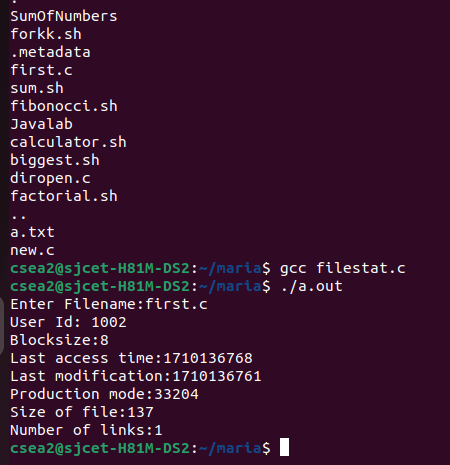 .
SumOfNumbers
forkk.sh
.metadata
first.c
sum.sh
fibonocci.sh
Javalab
calculator.sh
biggest.sh
diropen.c
factorial.sh
..
a.txt
new.c
csea2@sjcet-H81M-DS2:~/maria$ gcc filestat.c
csea2@sjcet-H81M-DS2:~/maria$ ./a.out
Enter Filename:first.c
User Id: 1002
Blocksize:8
Last access time:1710136768
Last modification:1710136761
Production mode:33204
Size of file:137
Number of links:1
csea2@sjcet-H81M-DS2:~/maria$